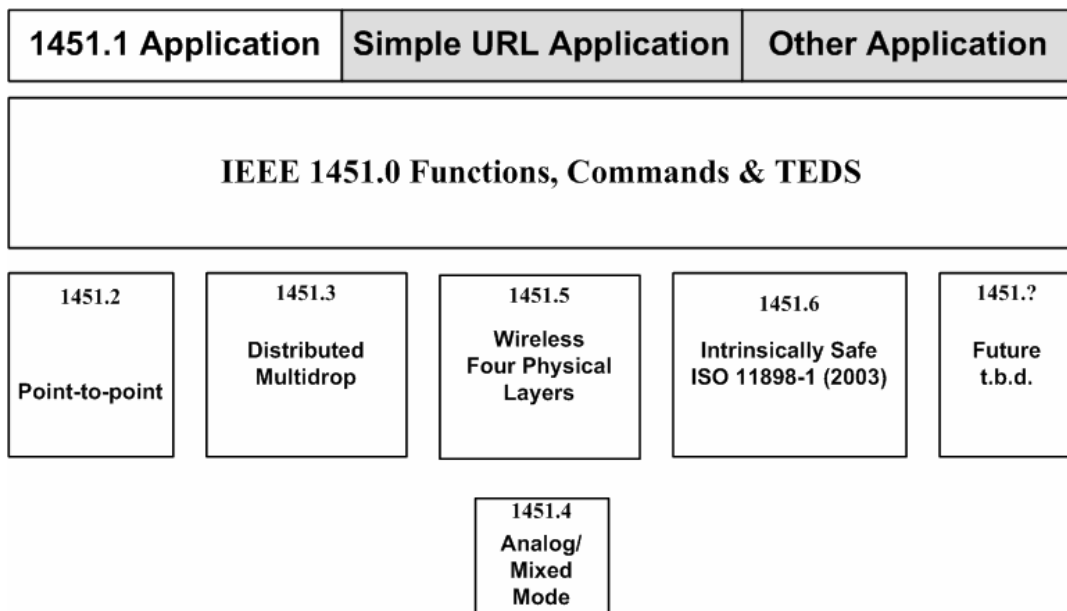 1451.1 Application
Simple URL Application
Other Application
IEEE 1451.0 Functions, Commands & TEDS
1451.2
Point-to-point
1451.3
Distributed
Multidrop
1451.5
Wireless
Four Physical
Layers
1451.6
Intrinsically Safe
ISO 11898-1 (2003)
1451.?
Future
t.b.d.
1451.4
Analog/
Mixed
Mode